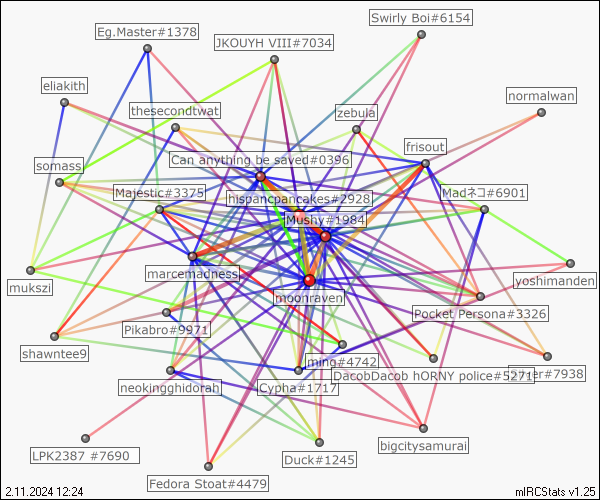 Swirly Boi#6154
Eg.Master#1378
JKOUYH VIII#7034
eliakith
normalwan
thesecondtwat
zebula
frisout
Can anything be saved#0396
somass
Majestic#3375
hispancpancakes#2928
Madネコ#6901
Mushy#1984
marcemadness
mukszi
yoshimanden
moonraven
Pocket Persona#3326
Pikabro#9971
shawntee9
ming#4742
DacobDacob hORNY police#5271
#7938
neokingghidorah
Cypha#1717
bigcitysamurai
LPK2387 #7690
Duck#1245
Fedora Stoat#4479
2.11.2024 12:24
mIRCStats v1.25